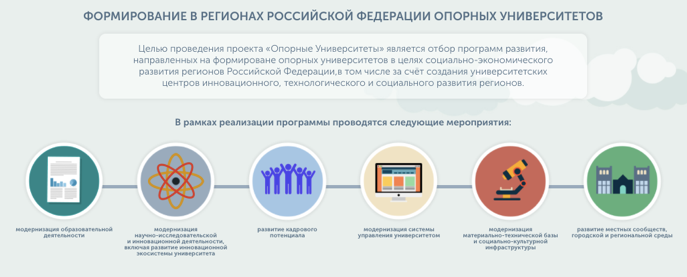 ФОРМИРОВАНИЕ В РЕГИОНАХ РОССИЙСКОЙ ФЕДЕРАЦИИ ОПОРНЫХ УНИВЕРСИТЕТОВ
Целью проведения проекта «Опорные Университеты» является отбор программ развития,
направленных на формироване опорных университетов в целях социально-экономического
развития регионов Российской Федерации,в том числе за счёт создания университетских
центров инновационного, технологического и социального развития регионов.
В рамках реализации программы проводятся следующие мероприятия:
модернизация образовательной
деятельности
модернизация
научно-исследовательской
и инновационной деятельности,
включая развитие инновационной
экосистемы университета
развитие кадрового
потенциала
модернизация системы
управления университетом
модернизация
материально-технической базы
и социально-культурной
инфраструктуры
развитие местных сообществ,
городской и региональной среды